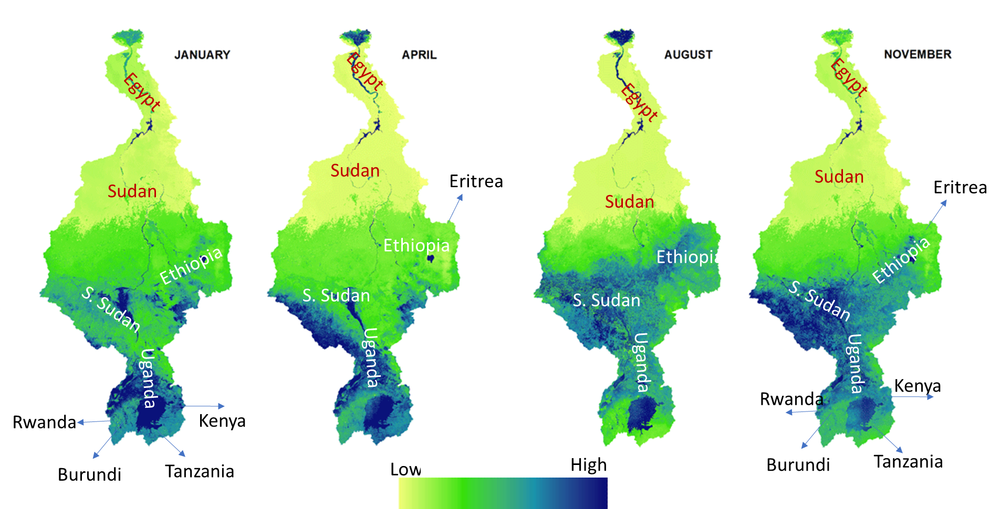 JANUARY
Egypt
Sudan
Ethiopia
S. Sudan
Uganda
Rwanda
Kenya
Burundi
Tanzania
APRIL
Egypt
Sudan
Eritrea
Ethiopia
S. Sudan
Uganda
AUGUST
Egypt
Sudan
Ethiopia
S. Sudan
Uganda
NOVEMBER
Egypt
Sudan
Eritrea
Ethiopia
S. Sudan
Uganda
Kenya
Rwanda
Burundi
Tanzania
Low
High